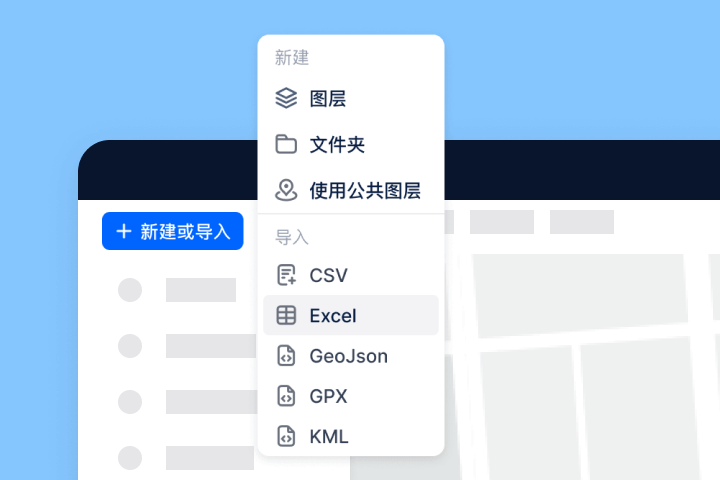 新建
图层
文件夹
使用公共图层
新建或导入
导入
CSV
Excel
GeoJson
GPX
KML